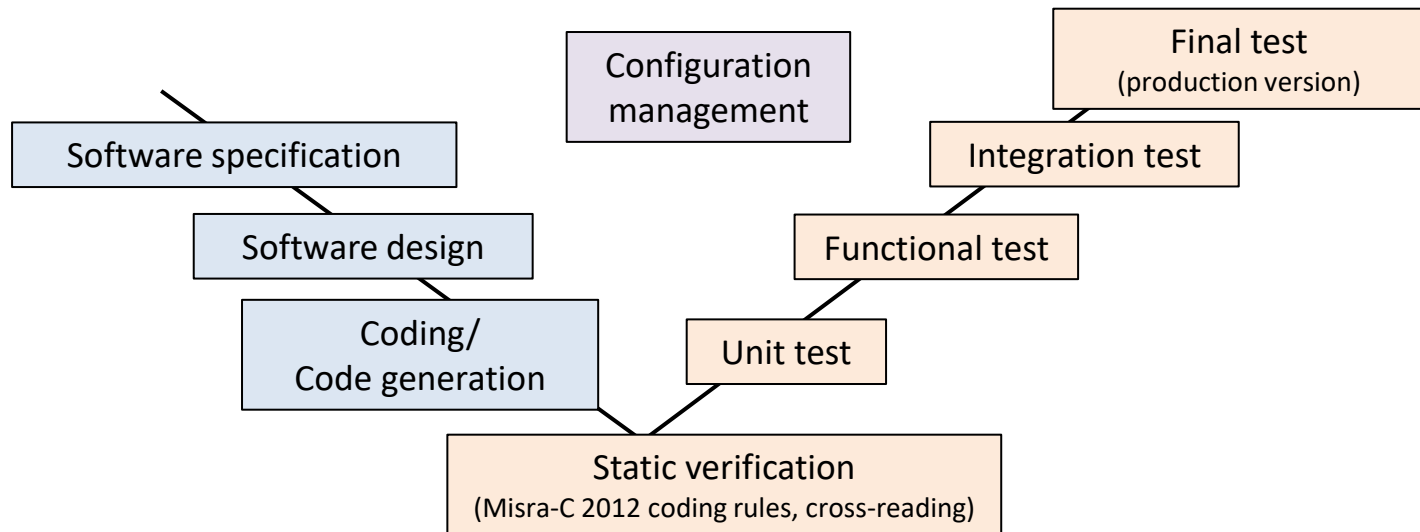 Final test
(production version)
Configuration
management
Software specification
Integration test
Software design
Functional test
Coding/
Code generation
Unit test
Static verification
(Misra-C 2012 coding rules, cross-reading)